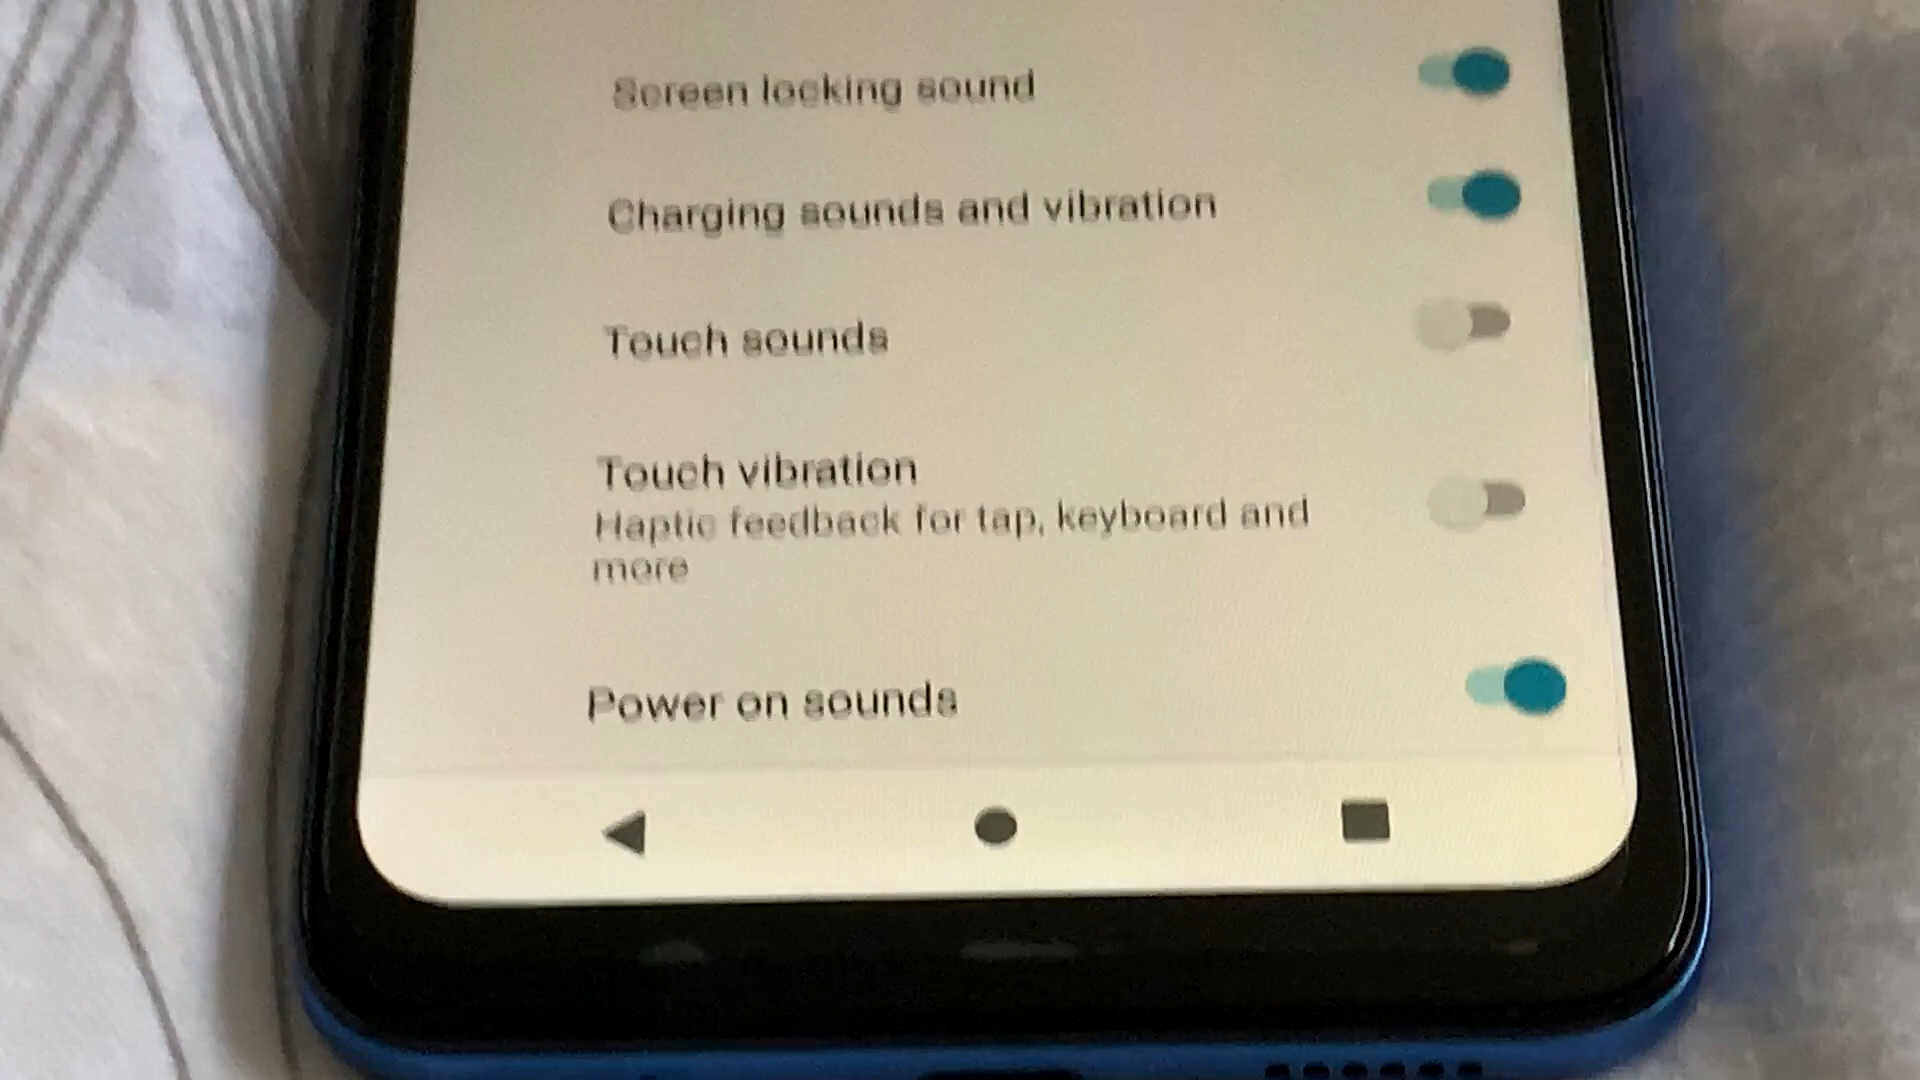 Screen locking sound
Charging sounds and vibration
Touch sounds
Touch vibration
Haptic feedback for tap, keyboard and
more
Power on sounds